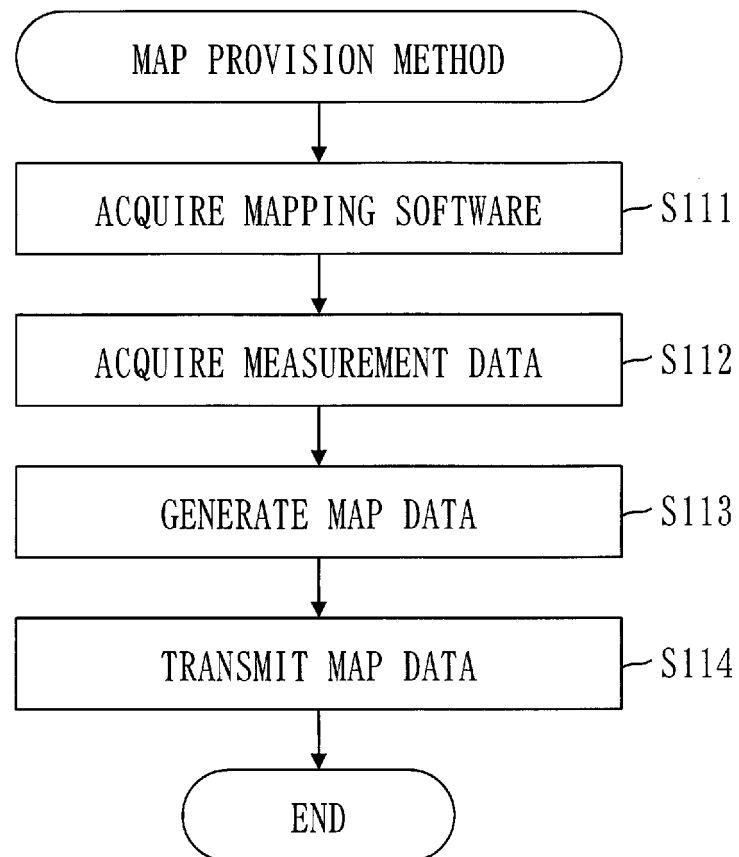 MAP PROVISION METHOD
ACQUIRE MAPPING SOFTWARE
S111
ACQUIRE MEASUREMENT DATA
S112
GENERATE MAP DATA
S113
TRANSMIT MAP DATA
S114
END